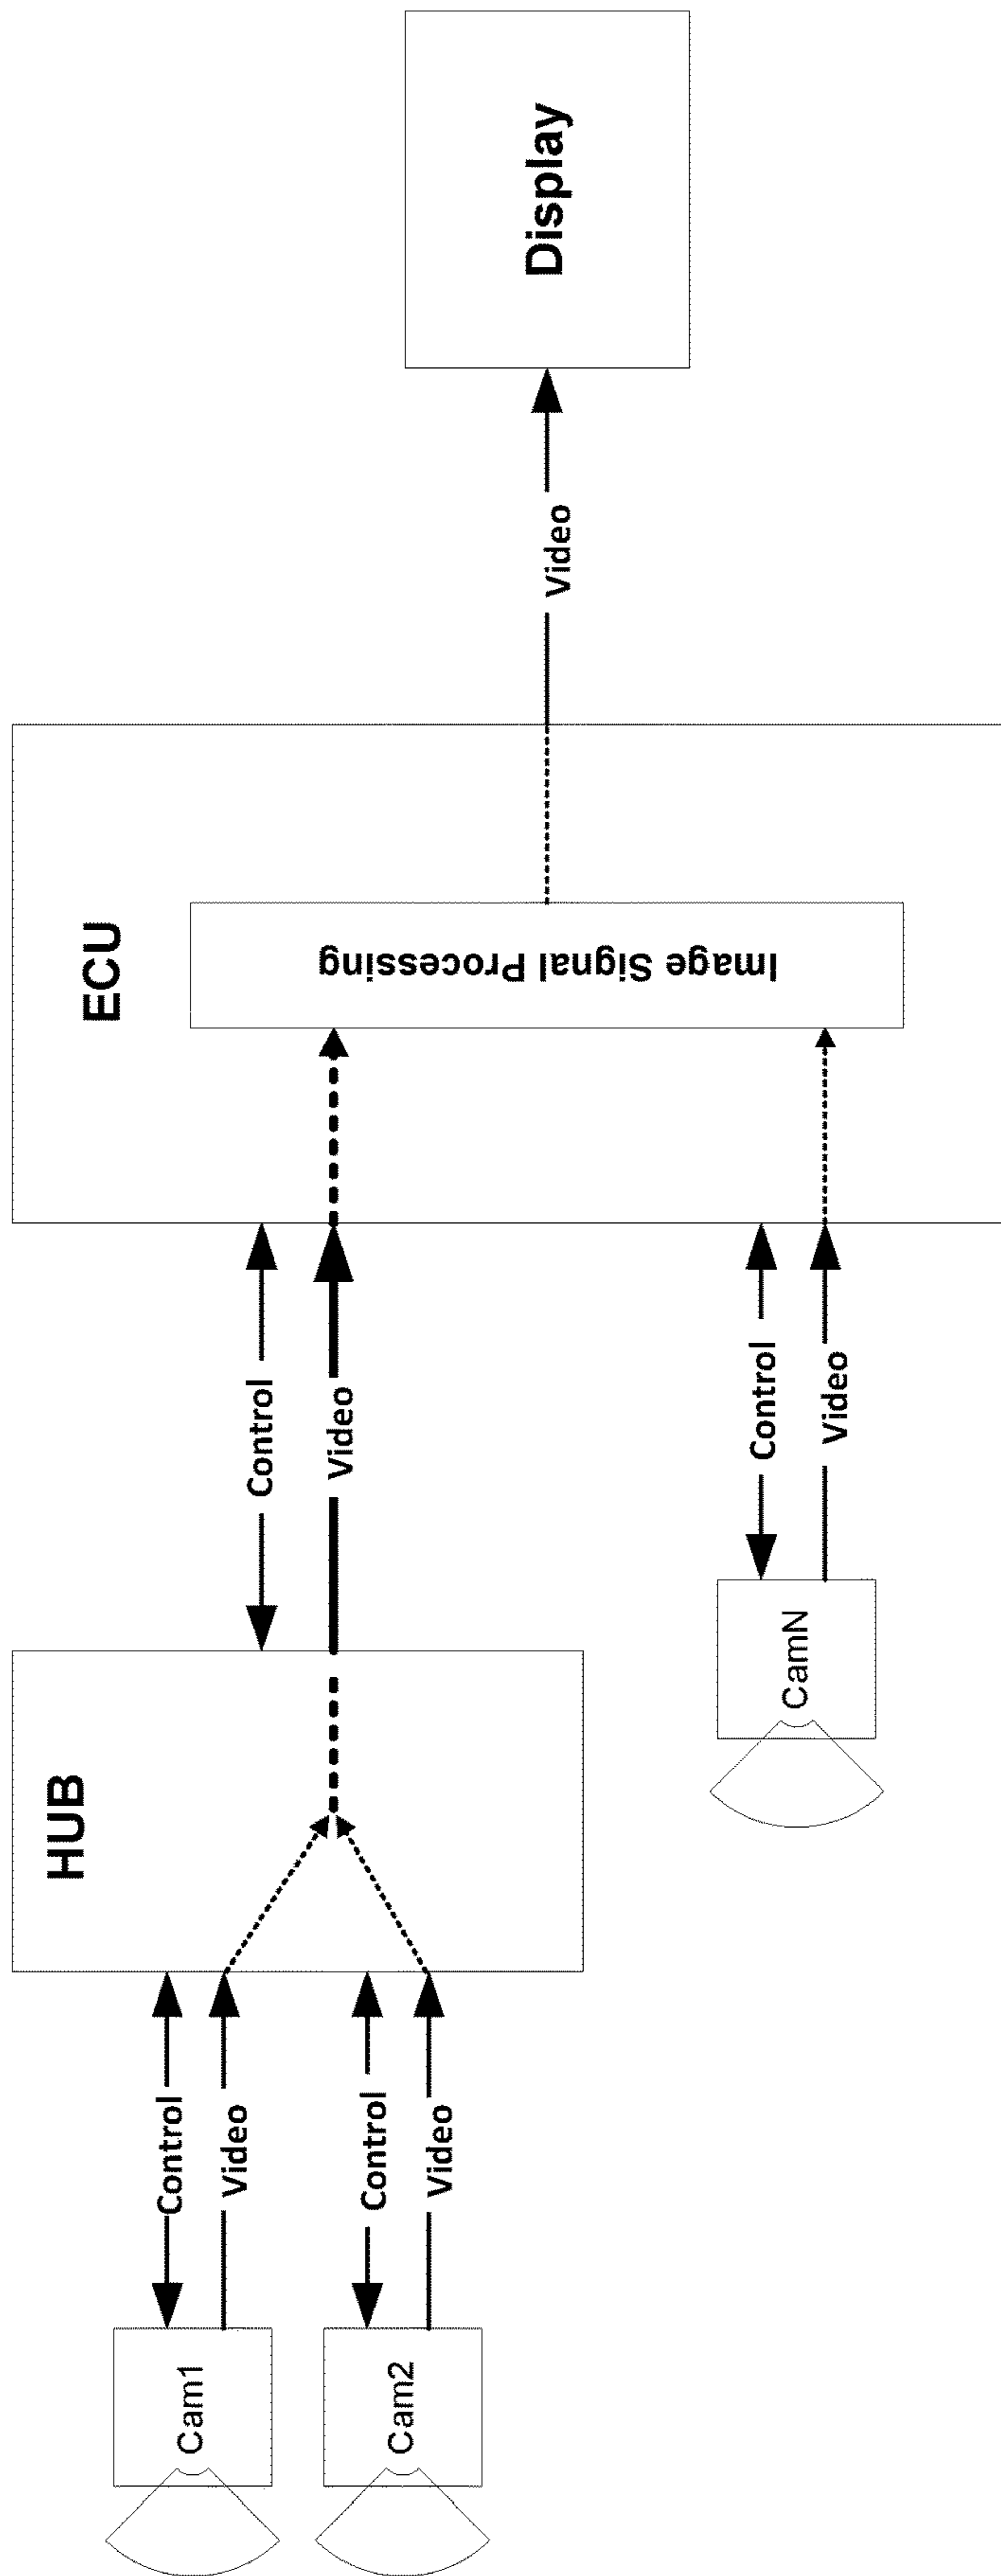 HUB
ECU
Display
Cam1
Control
Video
Control
Video
Image Signal Processing
Video
Cam2
Control
Video
CamN
Control
Video